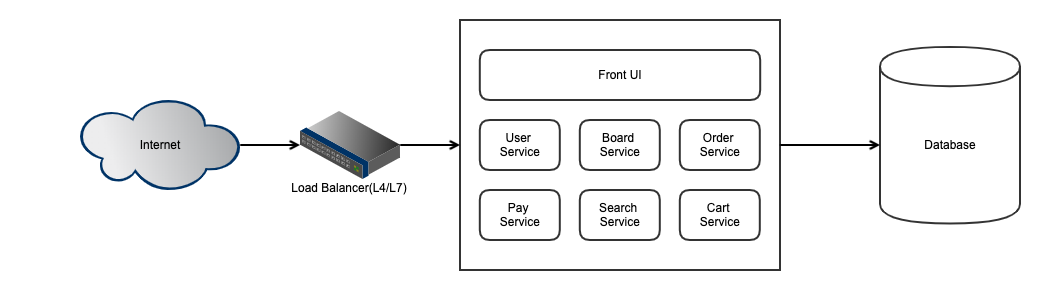 Internet
Load Balancer(L4/L7)
Front UI
User
Service
Board
Service
Order
Service
Pay
Service
Search
Service
Cart
Service
Database